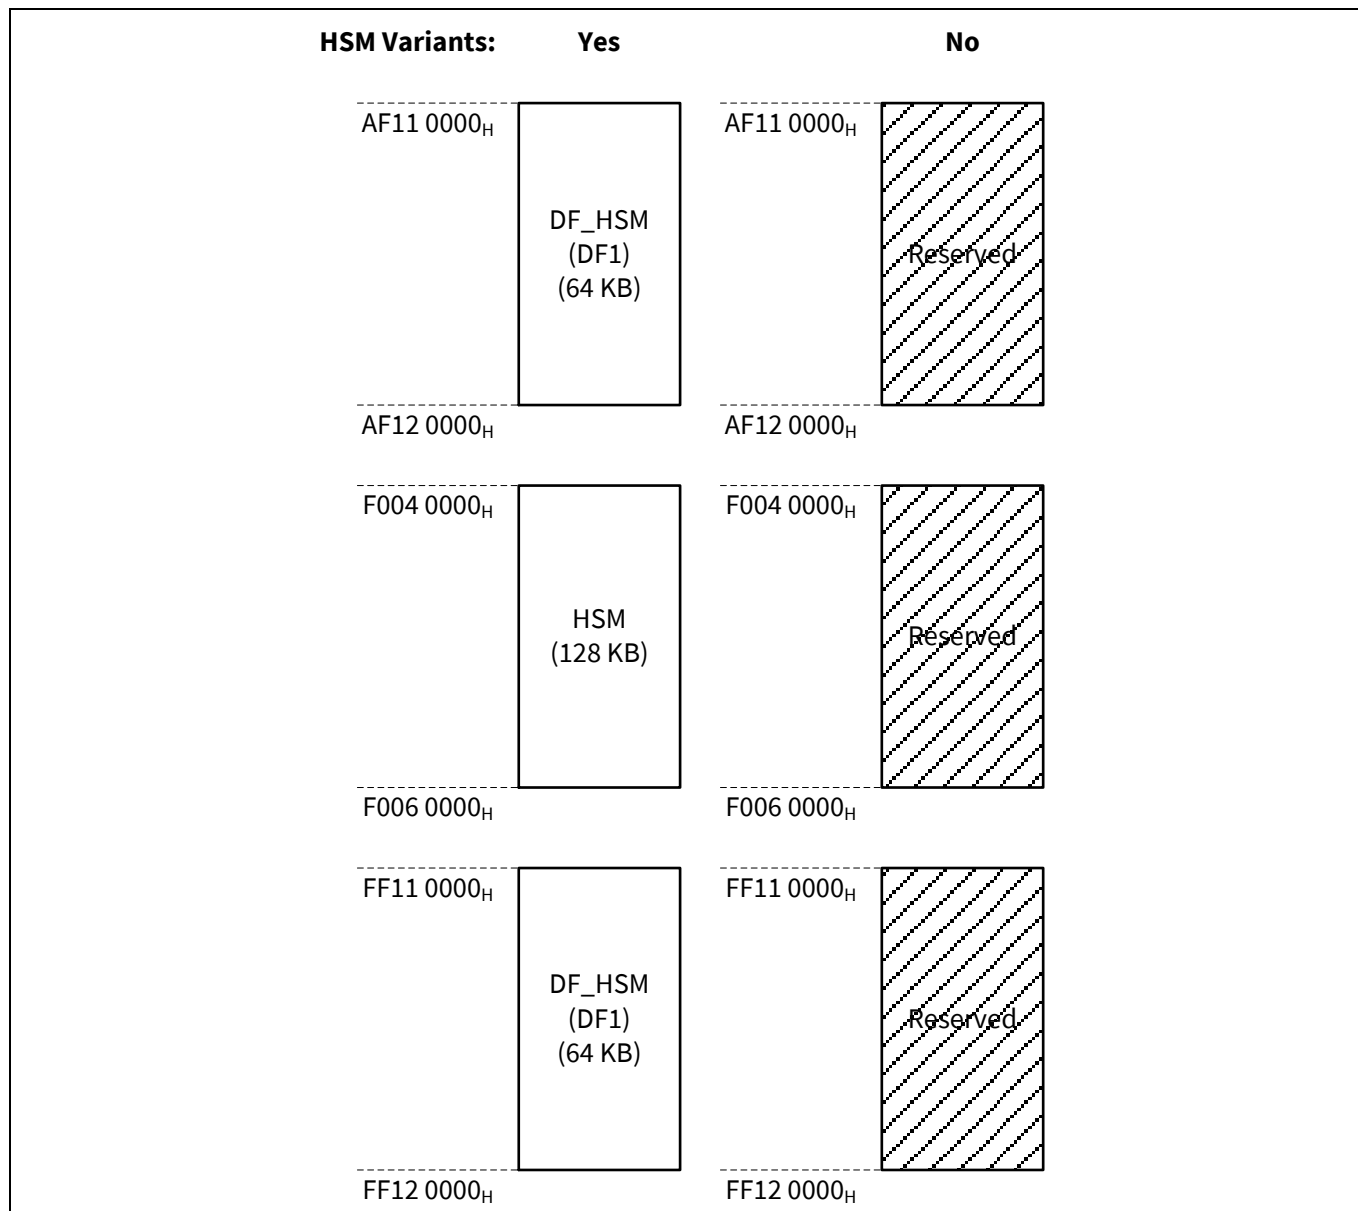 HSM Variants: Yes No
AF11 0000H AF11 0000H
DF_HSM
(DF1) Reserved
(64 KB)
AF12 0000H AF12 0000H
F004 0000H F004 0000H
HSM Reserved
(128 KB)
F006 0000H F006 0000H
FF11 0000H FF11 0000H
DF_HSM
(DF1) Reserved
(64 KB)
FF12 0000H FF12 0000H